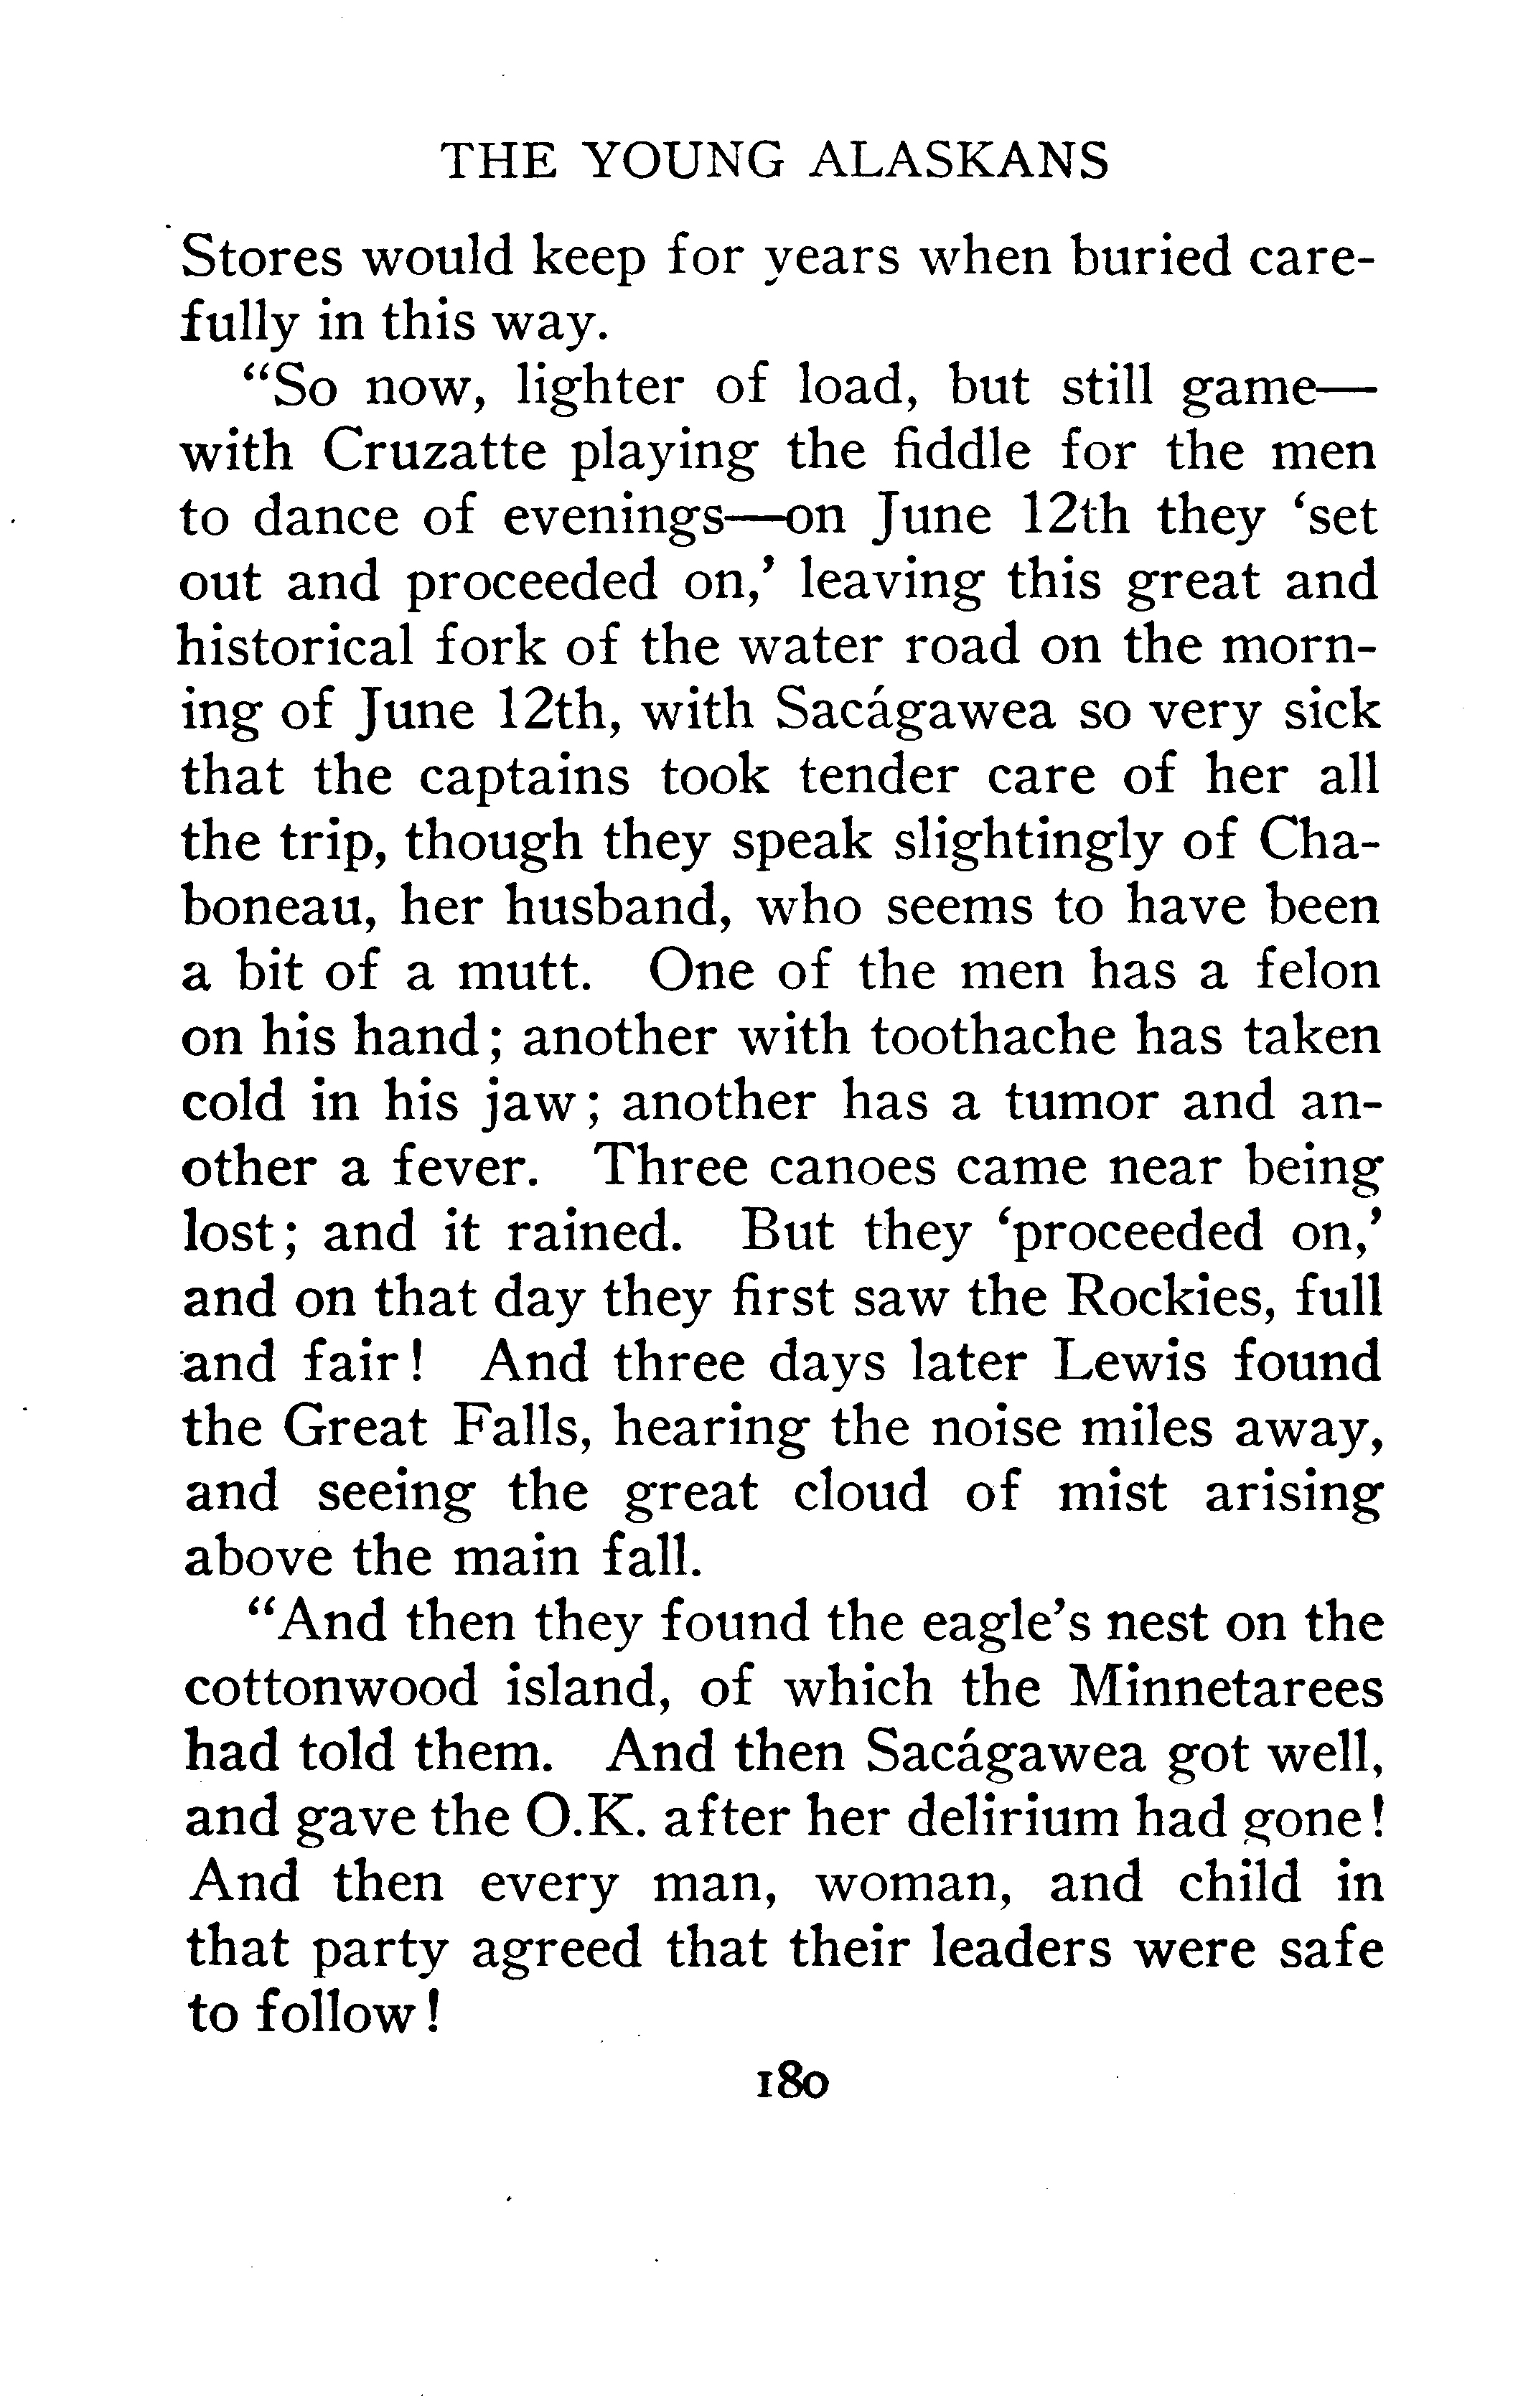 THE YOUNG ALASKANS
Stores would keep for years when buried care-
fully in this way.
“So now, lighter of load, but still game—
with Cruzatte playing the fiddle for the men
to dance of evenings—on June 12th they ‘set
out and proceeded on,’ leaving this great and
historical fork of the water road on the morn-
ing of June 12th, with Sacágawea so very sick
that the captains took tender care of her all
the trip, though they speak slightingly of Cha-
boneau, her husband, who seems to have been
a bit of a mutt. One of the men has a felon
on his hand; another with toothache has taken
cold in his jaw; another has a tumor and an-
other a fever. Three canoes came near being
lost; and it rained. But they ‘proceeded on,’
and on that day they first saw the Rockies, full
and fair! And three days later Lewis found
the Great Falls, hearing the noise miles away,
and seeing the great cloud of mist arising
above the main fall.
“And then they found the eagle’s nest on the
cottonwood island, of which the Minnetarees
had told them. And then Sacágawea got well,
and gave the O.K. after her delirium had gone!
And then every man, woman, and child in
that party agreed that their leaders were safe
to follow!
180